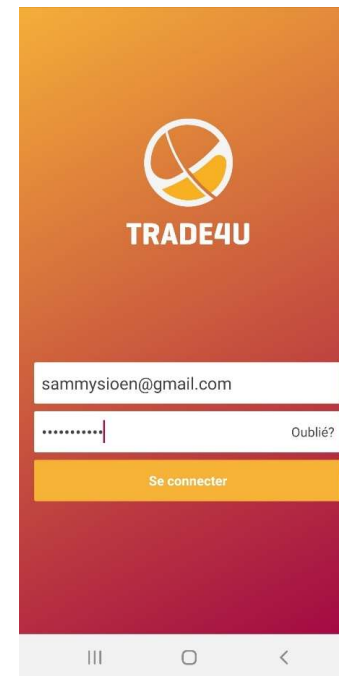 TRADE4U
sammysioen@gmail.com
•••••••••••
Oublié?
Se connecter